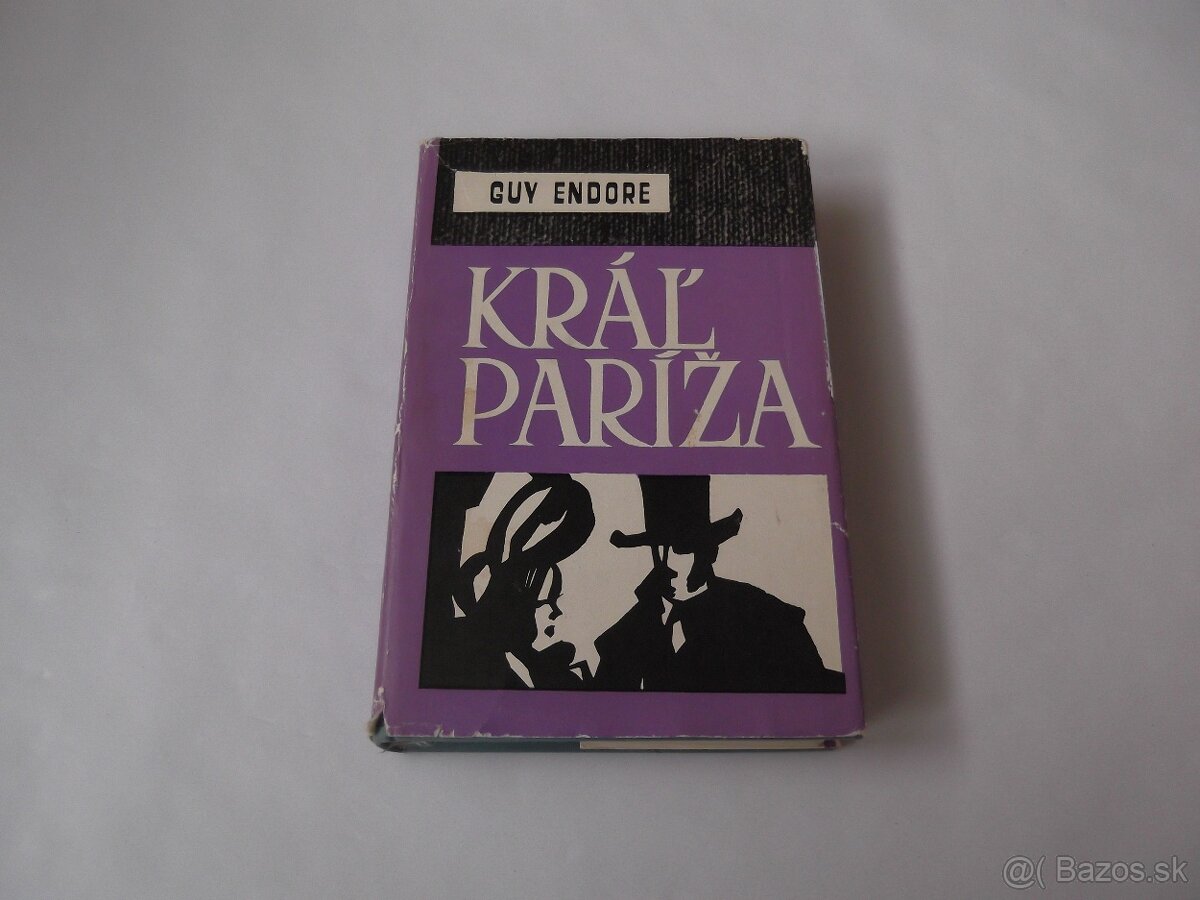 GUY ENDORE
KRÁĽ
PARÍŽA
@( Bazos.sk